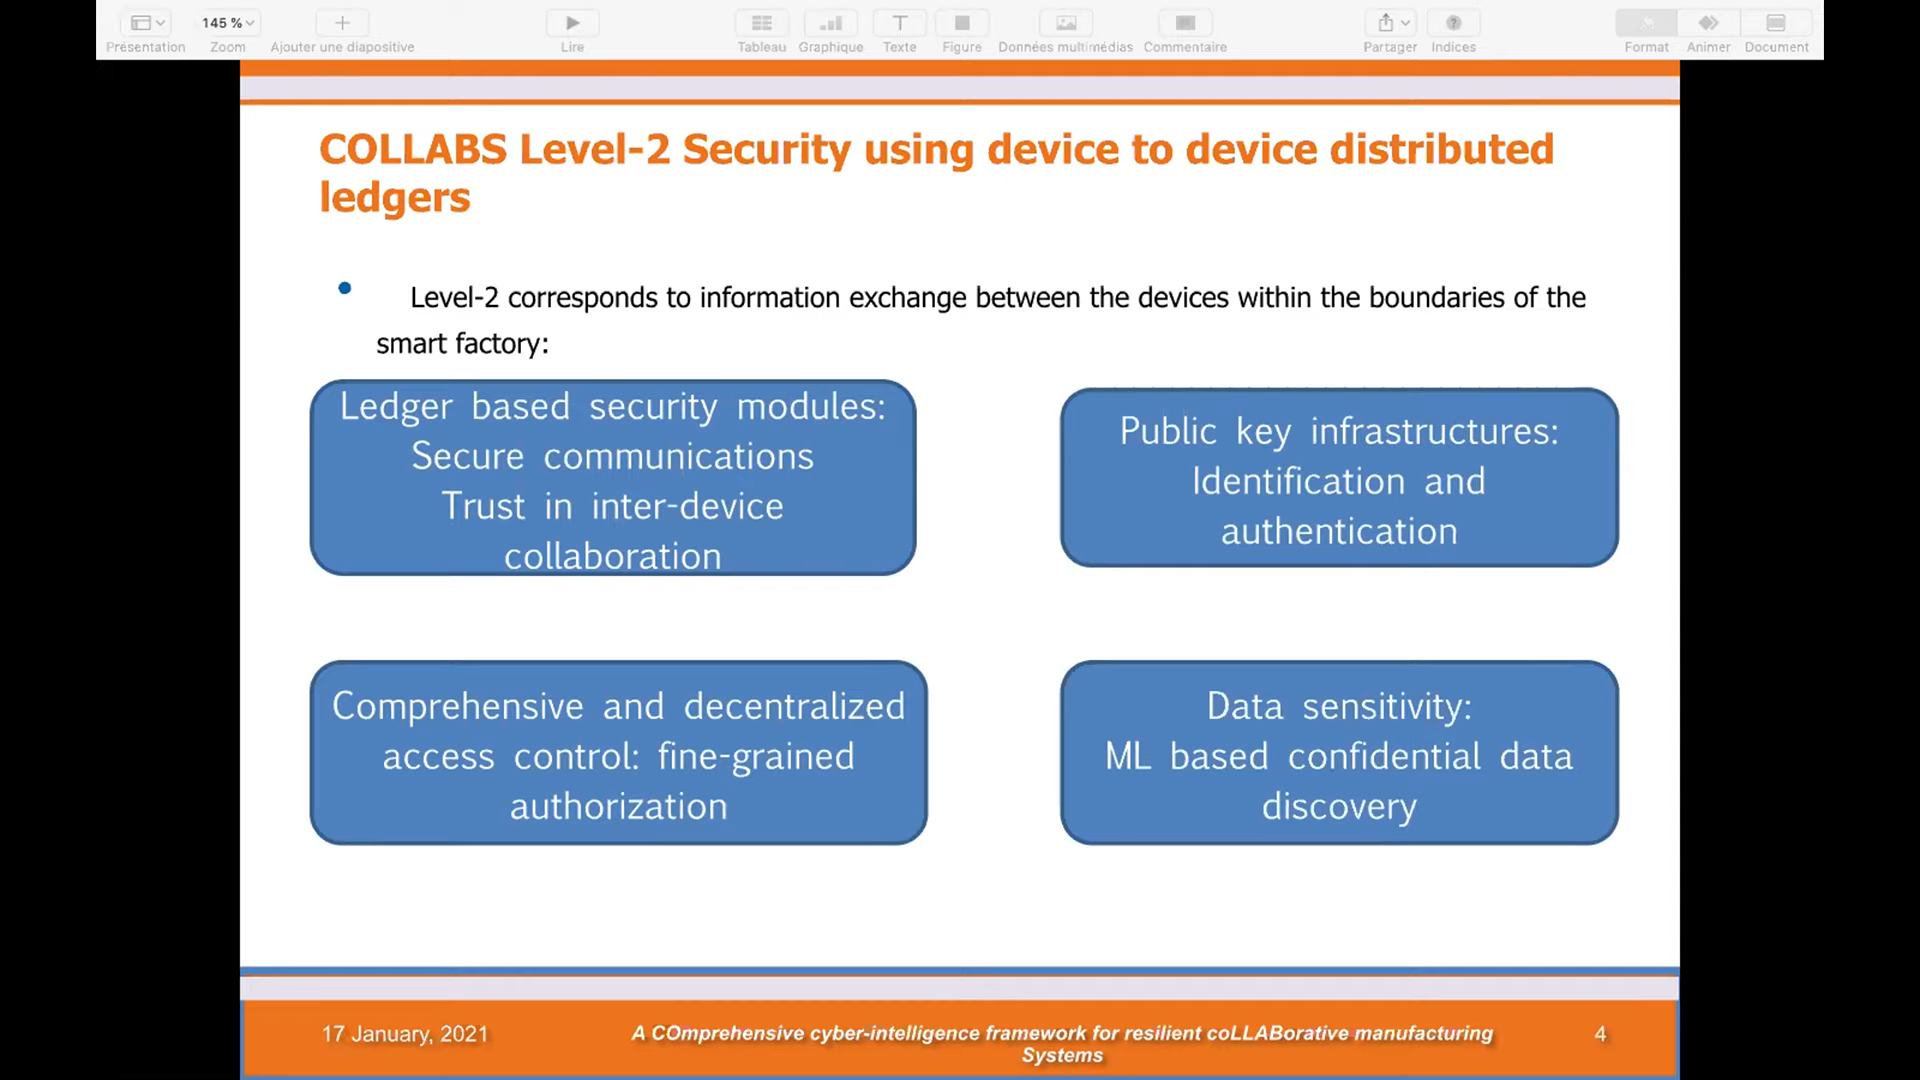 145 %
Présentation Zoom Ajouter une diapositive Lire Tableau Graphique Texte Figure Données multimédias Commentaire Partager Indices Format Animer Document
COLLABS Level-2 Security using device to device distributed
ledgers
• Level-2 corresponds to information exchange between the devices within the boundaries of the
smart factory:
Ledger based security modules:
Secure communications
Trust in inter-device
collaboration
Public key infrastructures:
Identification and
authentication
Comprehensive and decentralized
access control: fine-grained
authorization
Data sensitivity:
ML based confidential data
discovery
17 January, 2021
A COmprehensive cyber-intelligence framework for resilient coLLABorative manufacturing
Systems
4